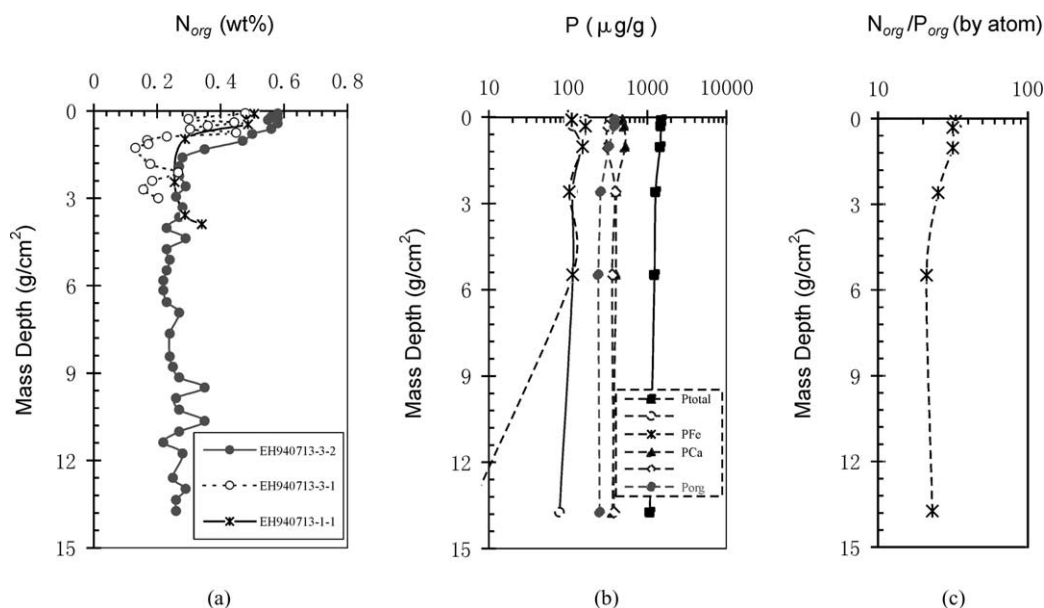 N_org (wt%)
0 0.2 0.4 0.6 0.8
0
3
6
9
12
15
Mass Depth (g/cm²)
EH940713-3-2
EH940713-3-1
EH940713-1-1
(a)
P (μg/g)
10 100 1000 10000
0
3
6
9
12
15
Mass Depth (g/cm²)
Ptotal
PFe
PCa
Porg
(b)
N_org/P_org (by atom)
10 100
0
3
6
9
12
15
Mass Depth (g/cm²)
(c)